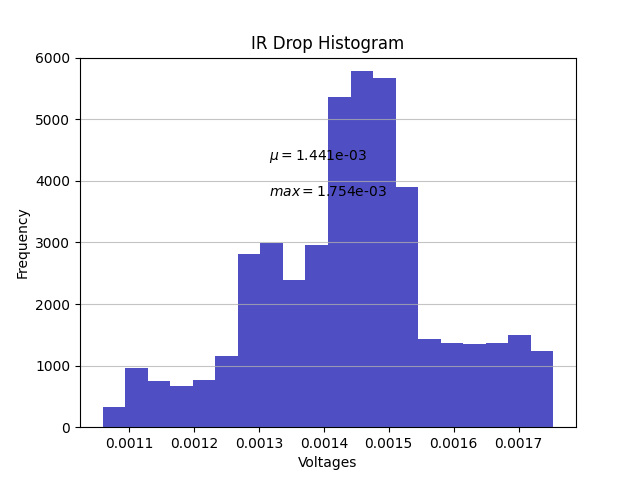 IR Drop Histogram
6000
5000
4000
3000
2000
1000
0
Frequency
μ = 1.441e-03
max = 1.754e-03
0.0011 0.0012 0.0013 0.0014 0.0015 0.0016 0.0017
Voltages